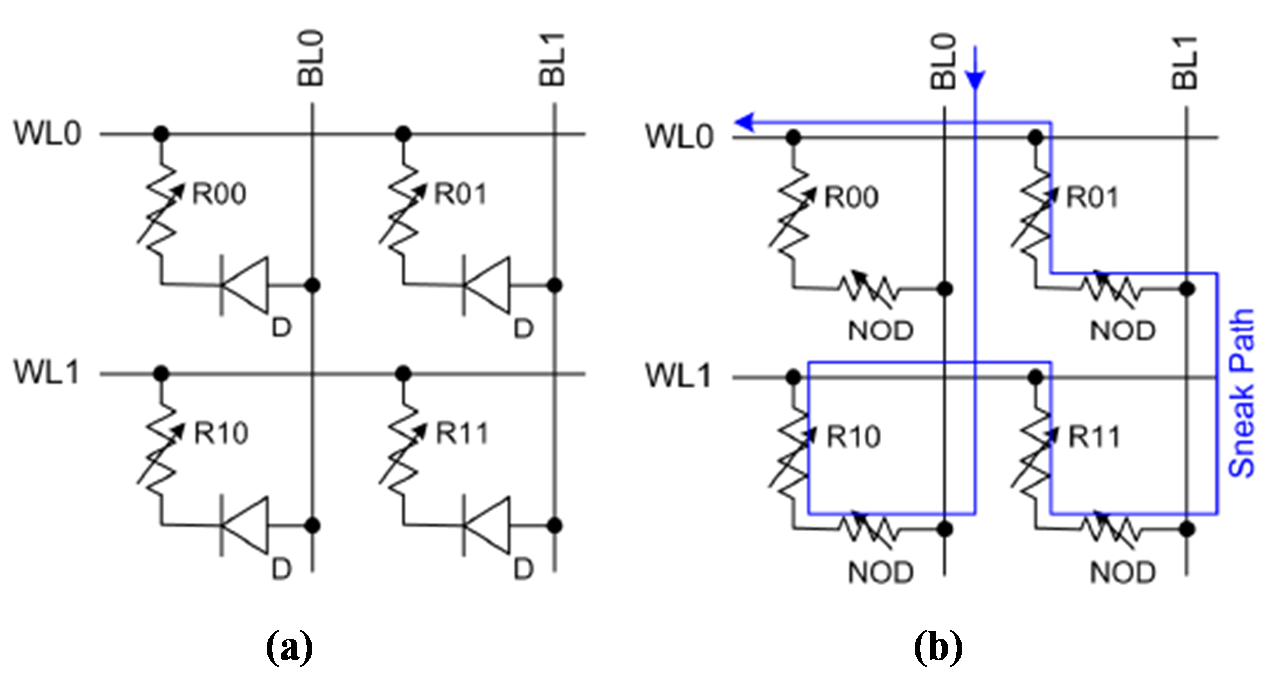 BL0
BL1
WL0
R00
R01
D
D
WL1
R10
R11
D
D
(a)
BL0
BL1
WL0
R00
R01
NOD
NOD
WL1
R10
R11
NOD
NOD
Sneak Path
(b)